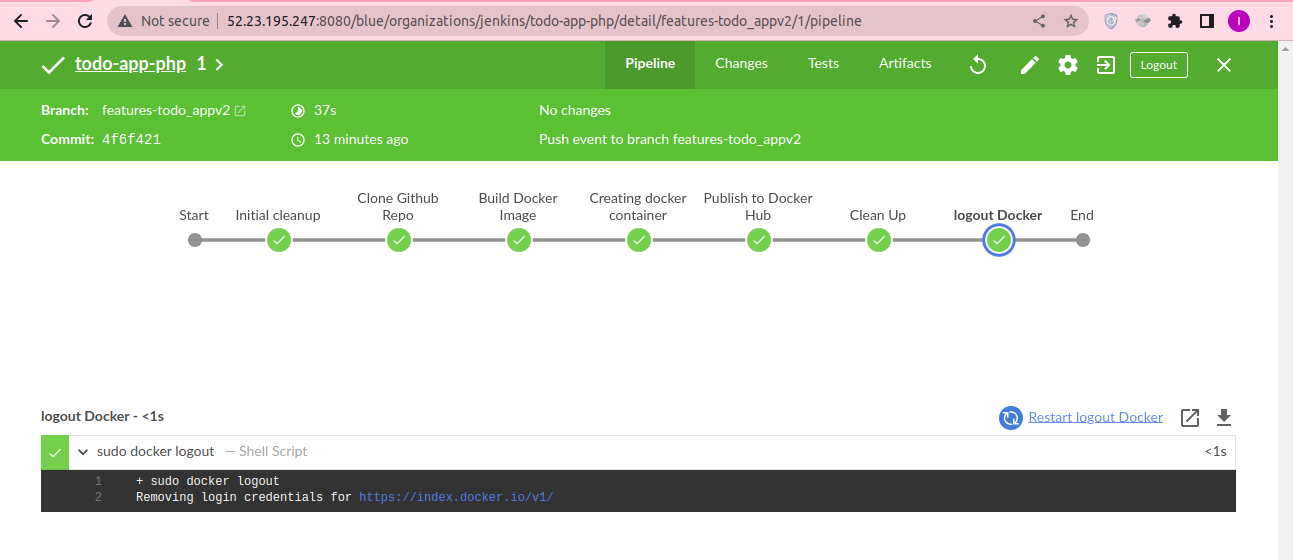 Not secure | 52.23.195.247:8080/blue/organizations/jenkins/todo-app-php/detail/features-todo_appv2/1/pipeline
I
todo-app-php 1
Pipeline Changes Tests Artifacts Logout
Branch: features-todo_appv2 37s No changes
Commit: 4f6f421 13 minutes ago Push event to branch features-todo_appv2
Start
Initial cleanup
Clone Github
Repo
Build Docker
Image
Creating docker
container
Publish to Docker
Hub
Clean Up
logout Docker
End
logout Docker - <1s Restart logout Docker
sudo docker logout — Shell Script <1s
1 + sudo docker logout
2 Removing login credentials for https://index.docker.io/v1/